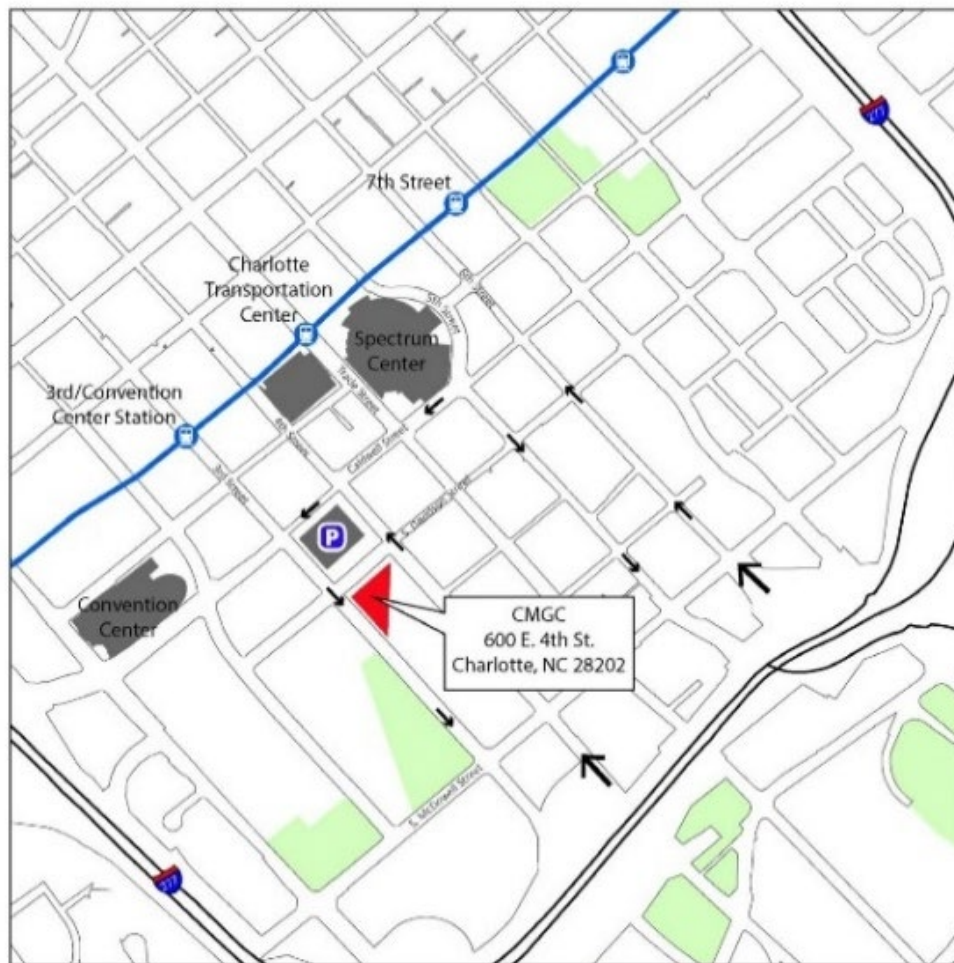 7th Street
Charlotte
Transportation
Center
6th Street
5th Street
Spectrum
Center
Trade Street
3rd/Convention
Center Station
4th Street
Caldwell Street
3rd Street
S. Davidson Street
P
Convention
Center
CMGC
600 E. 4th St.
Charlotte, NC 28202
S. McDowell Street
277